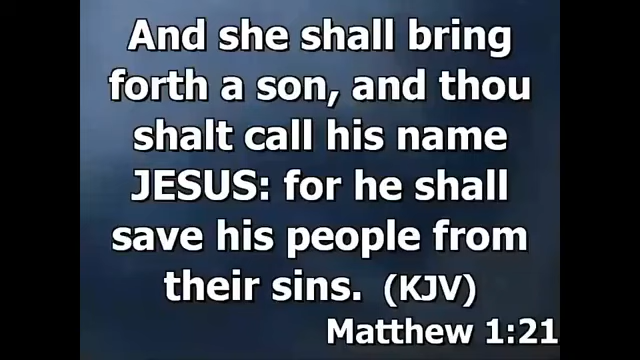 And she shall bring
forth a son, and thou
shalt call his name
JESUS: for he shall
save his people from
their sins. (KJV)
Matthew 1:21